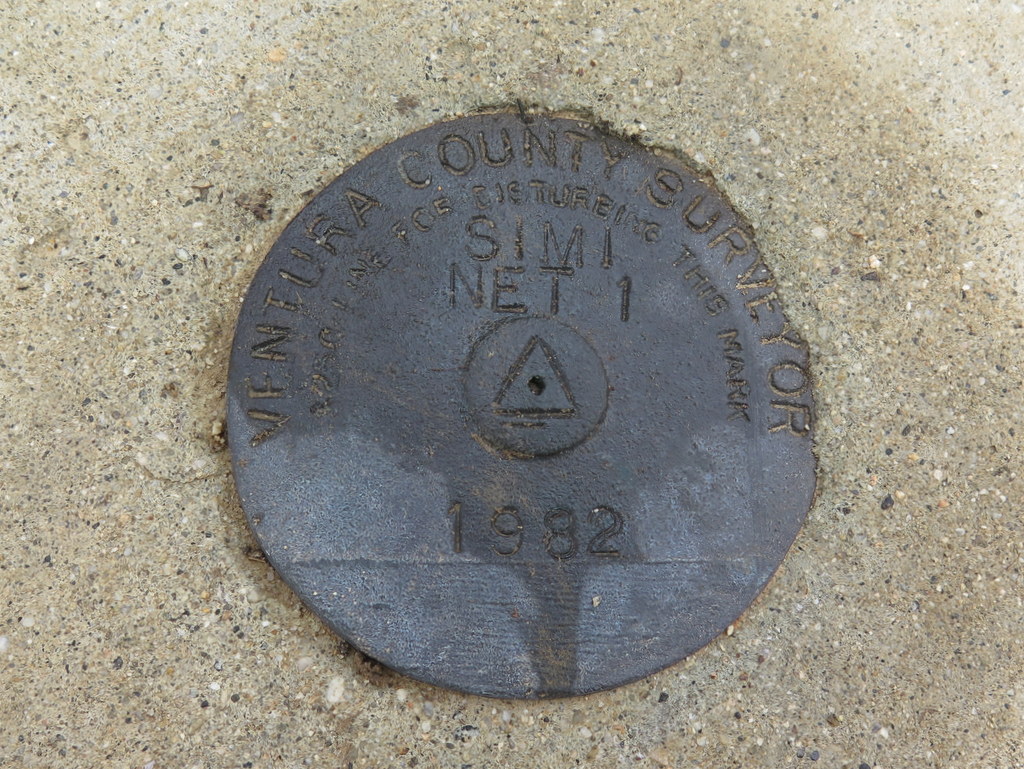 VENTURA COUNTY SURVEYOR
FINE FOR DISTURBING THIS MARK
SIMI
NET 1
1982